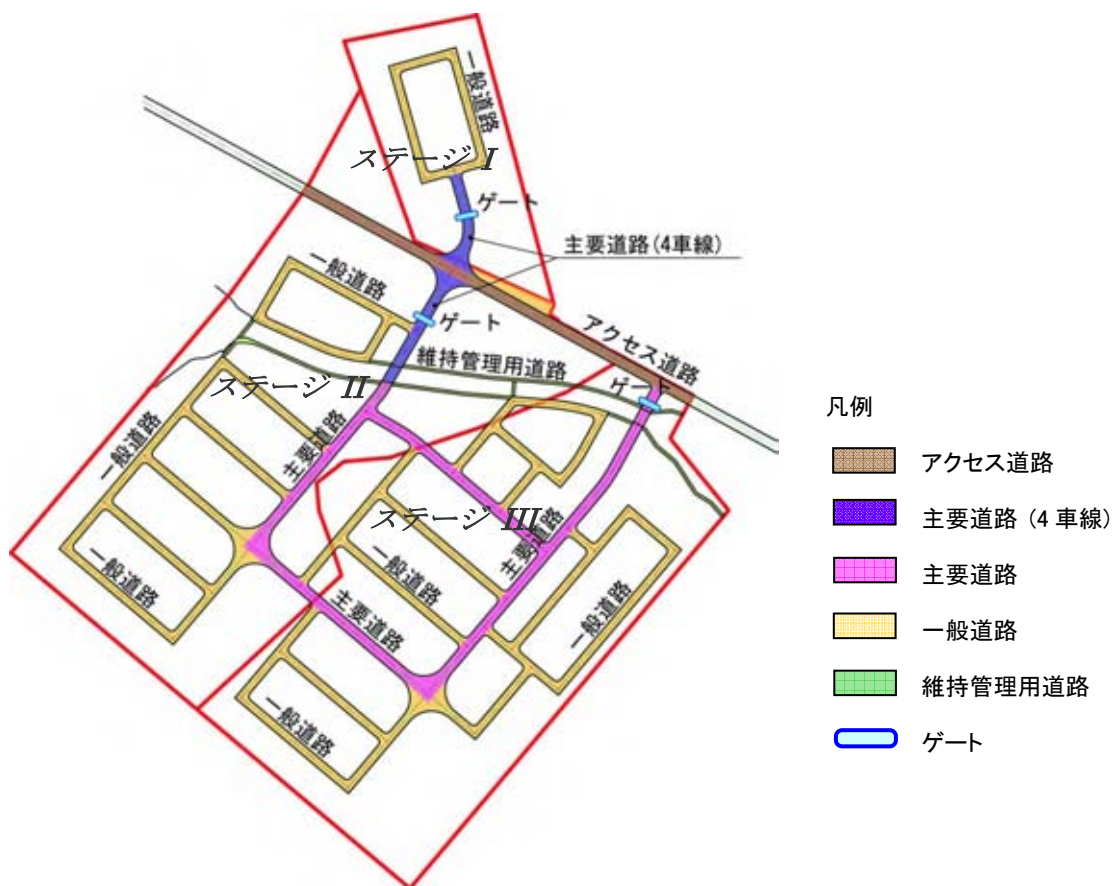 一般道路
ステージ I
ゲート
主要道路(4車線)
一般道路
ゲート
アクセス道路
維持管理用道路
ゲート
ステージ II
主要道路
一般道路
ステージ III
主要道路
一般道路
一般道路
主要道路
一般道路
一般道路
凡例
アクセス道路
主要道路 (4 車線)
主要道路
一般道路
維持管理用道路
ゲート